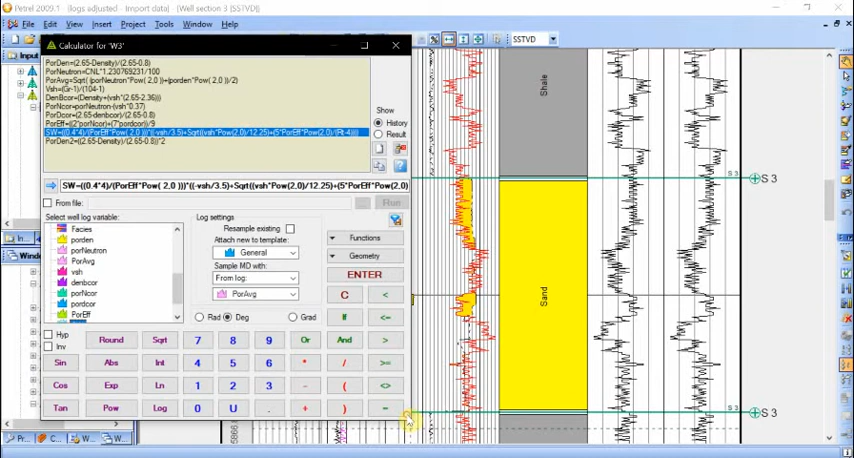 Petrel 2009.1 - [logs adjusted - Import data) - [Well section 3 [SSTVD]]
File Edit View Insert Project Tools Window Help
SSTVD
Calculator for 'W3'
Input
PorDen=(2.65-Density)/(2.65-0.8)
PorNeutron=CNL*1.230769231/100
PorAvg=Sqrt( (porNeutron*Pow( 2,0 ))+(porden*Pow( 2,0 ))/2)
Vsh=(Gr-1)/(104-1)
DenBcor=(Density+(vsh*(2.65-2.36)))
PorNcor=porNeutron-(vsh*0.37)
PorDcor=(2.65-denbcor)/(2.65-0.8)
PorEff=((2*porNcor)+(7*pordcor))/9
SW=((0.4*4)/(PorEff*Pow( 2,0 )))*((-vsh/3.5)+Sqrt((vsh*Pow(2,0)/12.25)+(5*PorEff*Pow(2,0)/(Rt-4))))
PorDen2=((2.65-Density)/(2.65-0.8))*2
Show
History
Result
SW=((0.4*4)/(PorEff*Pow( 2,0 )))*((-vsh/3.5)+Sqrt((vsh*Pow(2,0)/12.25)+(5*PorEff*Pow(2,0)
From file:
...
Run
Select well log variable:
Facies
porden
porNeutron
PorAvg
vsh
denbcor
porNcor
pordcor
PorEff
Log settings
Resample existing
Attach new to template:
General
Sample MD with:
From log:
PorAvg
Functions
Geometry
ENTER
Rad Deg Grad
C <
If <=
Hyp
Inv
Round Sqrt 7 8 9 Or And >
Sin Abs Int 4 5 6 * / >=
Cos Exp Ln 1 2 3 - ( <>
Tan Pow Log 0 U . + ) =
Shale
Sand
S 3
S 3
S 3
S 3